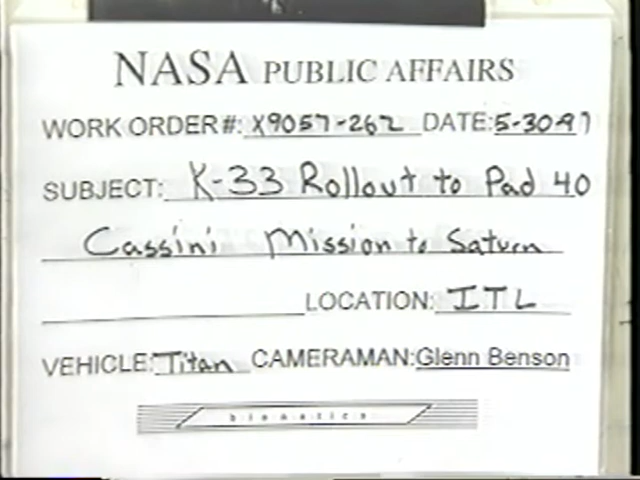 NASA PUBLIC AFFAIRS
WORK ORDER#: X9057-262 DATE: 5-30-97
SUBJECT: K-33 Rollout to Pad 40
Cassini Mission to Saturn
LOCATION: ITL
VEHICLE: Titan CAMERAMAN: Glenn Benson
bionetics